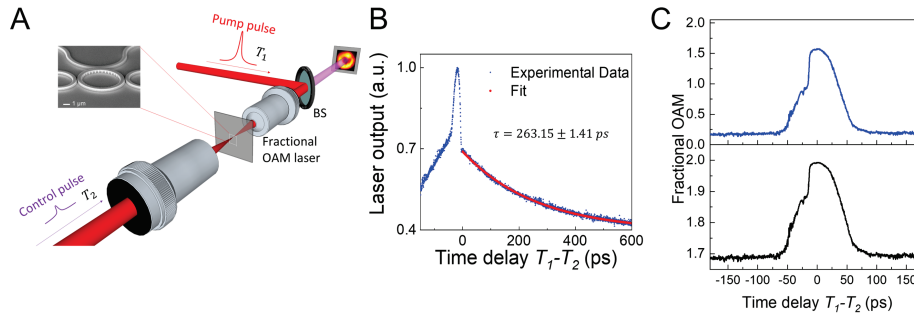 A
Pump pulse
T₁
1 μm
BS
Fractional
OAM laser
Control pulse
T₂
B
Laser output (a.u.)
1.0
0.7
0.4
Experimental Data
Fit
τ = 263.15 ± 1.41 ps
0
200
400
600
Time delay T₁-T₂ (ps)
C
Fractional OAM
2.0
1.5
1.0
0.5
0.0
2.0
1.9
1.8
1.7
-150 -100 -50 0 50 100 150
Time delay T₁-T₂ (ps)